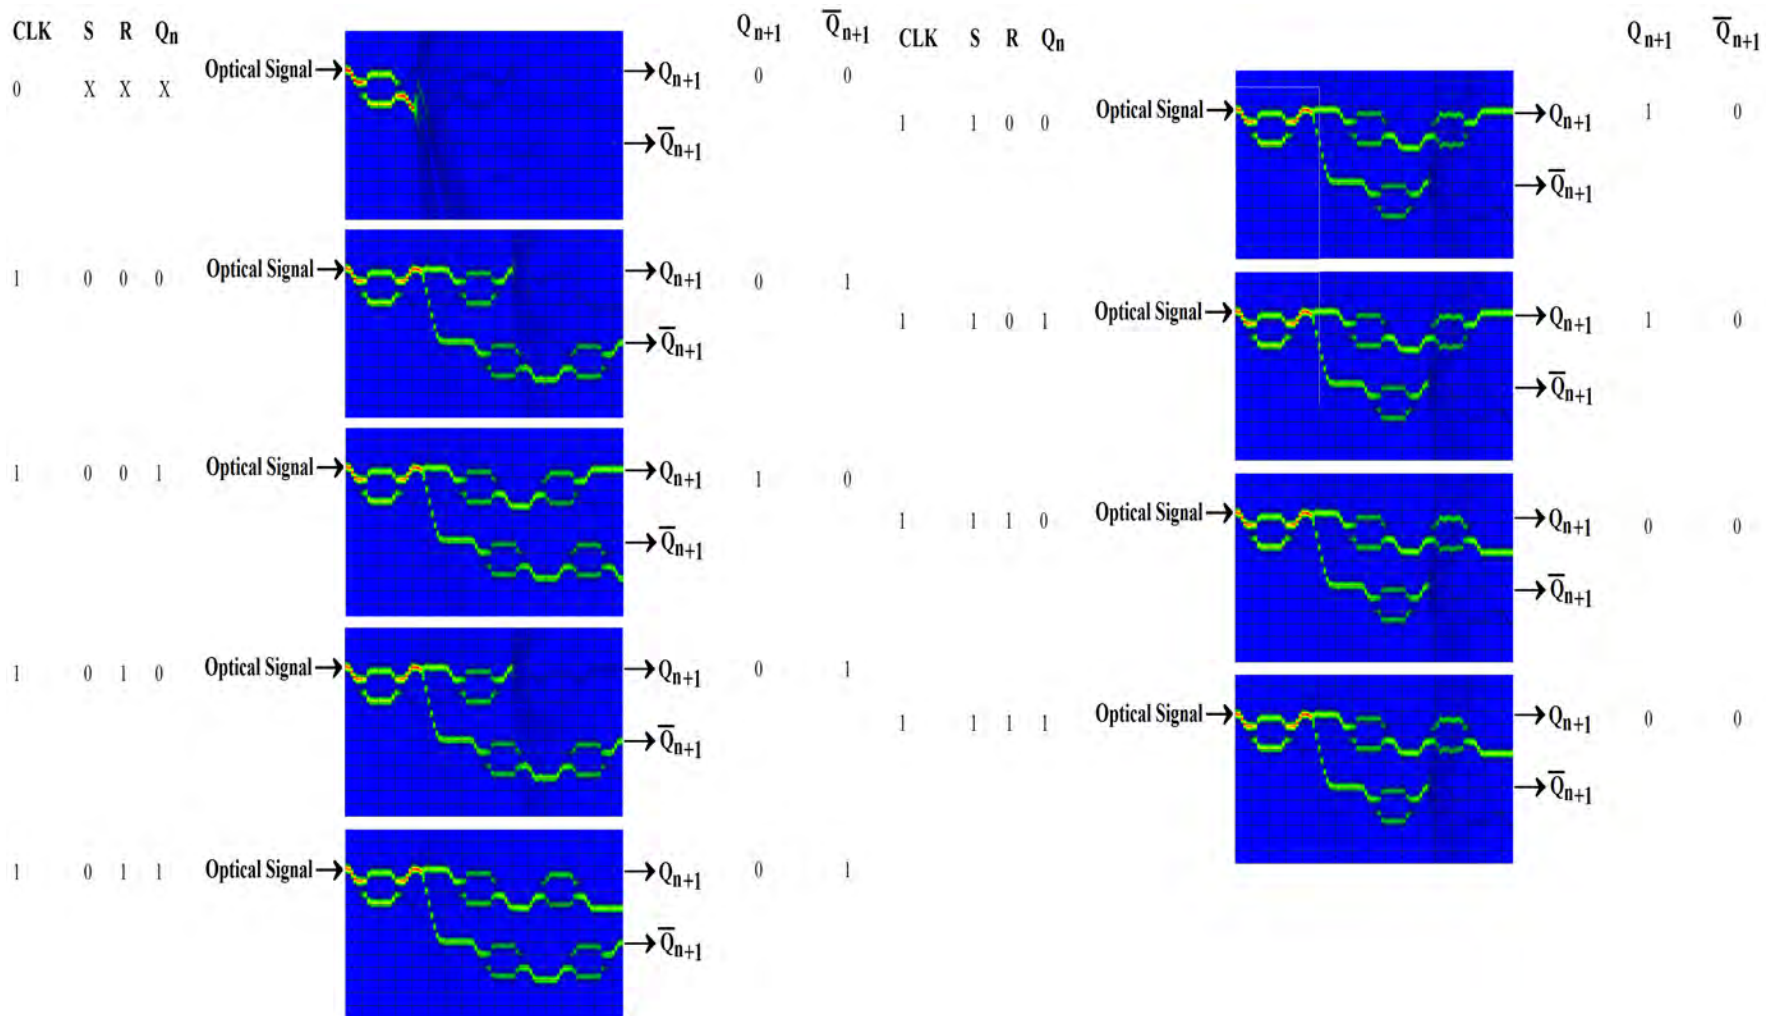 CLK S R Qn Qn+1 Q̅n+1
0 X X X Optical Signal Qn+1 0 0
Q̅n+1
1 0 0 0 Optical Signal Qn+1 0 1
Q̅n+1
1 0 0 1 Optical Signal Qn+1 1 0
Q̅n+1
1 0 1 0 Optical Signal Qn+1 0 1
Q̅n+1
1 0 1 1 Optical Signal Qn+1 0 1
Q̅n+1
CLK S R Qn Qn+1 Q̅n+1
1 1 0 0 Optical Signal Qn+1 1 0
Q̅n+1
1 1 0 1 Optical Signal Qn+1 1 0
Q̅n+1
1 1 1 0 Optical Signal Qn+1 0 0
Q̅n+1
1 1 1 1 Optical Signal Qn+1 0 0
Q̅n+1